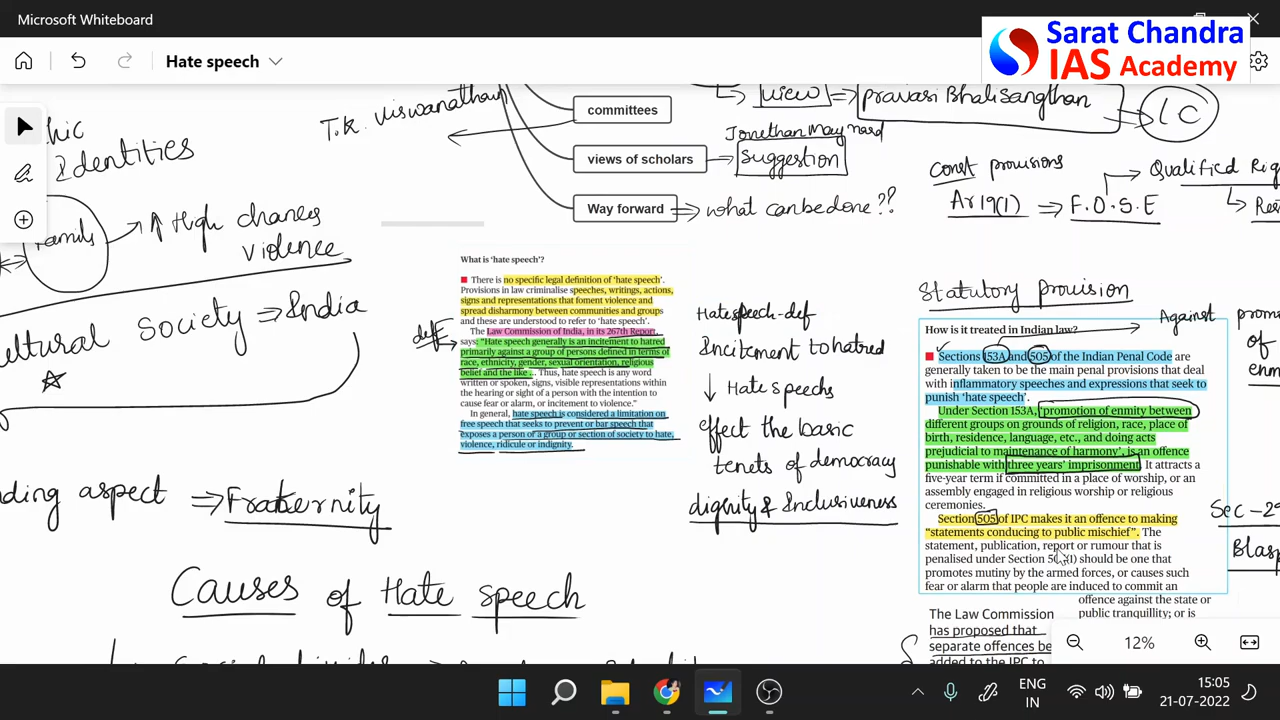 Microsoft Whiteboard
Sarat Chandra
IAS Academy
Hate speech
T.K. Viswanathan
committees
views of scholars
Way forward
Jonethan May nard
Suggestion
what can be done??
view
Pravasi Bhali sangthan
LC
Const provisions
Ar 19(1) ⇒ F.O.S.E
Qualified Rig
Identities
Family
↑ High chances
violence
Society ⇒ India
aspect ⇒ Fraternity
Causes of Hate speech
What is 'hate speech'?
There is no specific legal definition of 'hate speech'.
Provisions in law criminalise speeches, writings, actions,
signs and representations that foment violence and
spread disharmony between communities and groups
and these are understood to refer to 'hate speech'.
The Law Commission of India, in its 267th Report,
says: "Hate speech generally is an incitement to hatred
primarily against a group of persons defined in terms of
race, ethnicity, gender, sexual orientation, religious
belief and the like ... Thus, hate speech is any word
written or spoken, signs, visible representations within
the hearing or sight of a person with the intention to
cause fear or alarm, or incitement to violence."
In general, hate speech is considered a limitation on
free speech that seeks to prevent or bar speech that
exposes a person of a group or section of society to hate,
violence, ridicule or indignity.
Hatespeech-def
Incitement to hatred
↓ Hate speechs
effect the basic
tenets of democracy
dignity & Inclusiveness
Statutory provision
Against
of
How is it treated in Indian law?
Sections 153A and 505 of the Indian Penal Code are
generally taken to be the main penal provisions that deal
with inflammatory speeches and expressions that seek to
punish 'hate speech'.
Under Section 153A, 'promotion of enmity between
different groups on grounds of religion, race, place of
birth, residence, language, etc., and doing acts
prejudicial to maintenance of harmony', is an offence
punishable with three years' imprisonment. It attracts a
five-year term if committed in a place of worship, or an
assembly engaged in religious worship or religious
ceremonies.
Section 505 of IPC makes it an offence to making
"statements conducing to public mischief". The
statement, publication, report or rumour that is
penalised under Section 505(1) should be one that
promotes mutiny by the armed forces, or causes such
fear or alarm that people are induced to commit an
offence against the state or
public tranquillity; or is
The Law Commission
has proposed that
separate offences be
added to the IPC to
12%
ENG
IN
15:05
21-07-2022